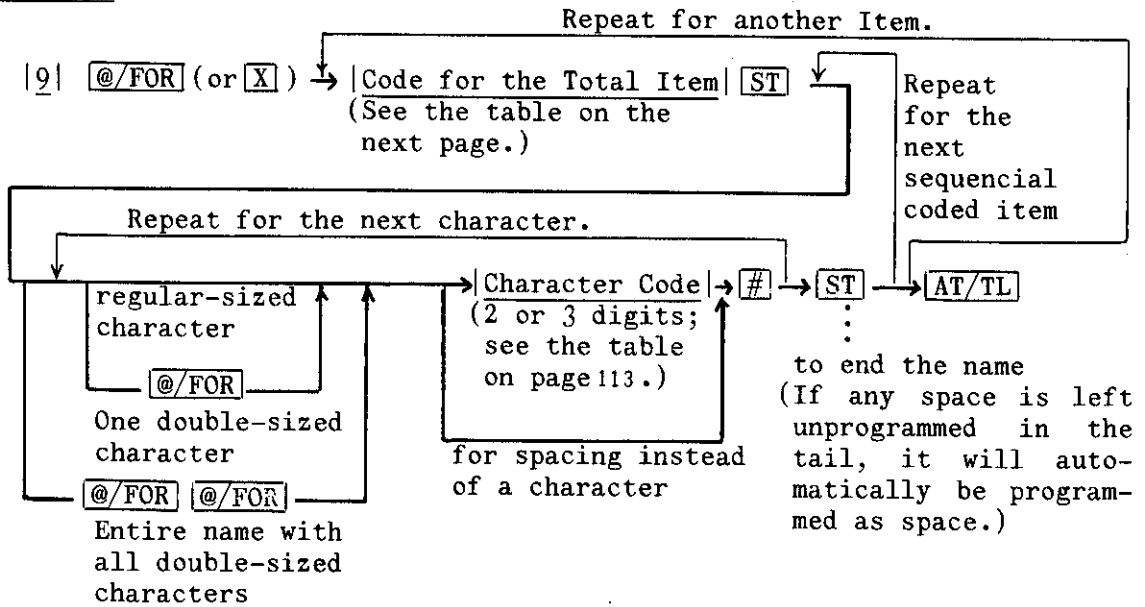 Repeat for another Item.
|9| @/FOR (or X) → |Code for the Total Item| ST
(See the table on the
next page.)
Repeat
for the
next
sequencial
coded item
Repeat for the next character.
regular-sized
character
@/FOR
One double-sized
character
@/FOR @/FOR
Entire name with
all double-sized
characters
|Character Code| → # → ST → AT/TL
(2 or 3 digits;
see the table
on page 113.)
for spacing instead
of a character
to end the name
(If any space is left
unprogrammed in the
tail, it will auto-
matically be program-
med as space.)